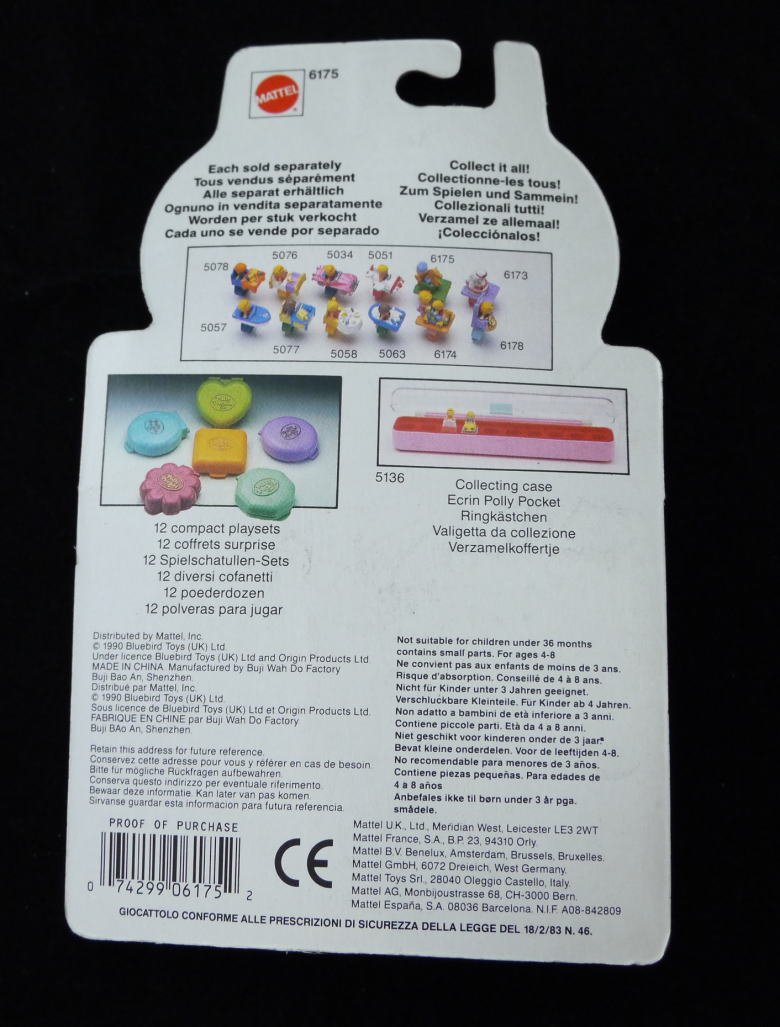 MATTEL
6175
Each sold separately
Tous vendus séparément
Alle separat erhältlich
Ognuno in vendita separatamente
Worden per stuk verkocht
Cada uno se vende por separado
Collect it all!
Collectionne-les tous!
Zum Spielen und Sammeln!
Collezionali tutti!
Verzamel ze allemaal!
¡Colecciónalos!
5078 5076 5034 5051 6175 6173
5057 5077 5058 5063 6174 6178
12 compact playsets
12 coffrets surprise
12 Spielschatullen-Sets
12 diversi cofanetti
12 poederdozen
12 polveras para jugar
5136
Collecting case
Ecrin Polly Pocket
Ringkästchen
Valigetta da collezione
Verzamelkoffertje
Distributed by Mattel, Inc.
© 1990 Bluebird Toys (UK) Ltd.
Under licence Bluebird Toys (UK) Ltd and Origin Products Ltd.
MADE IN CHINA. Manufactured by Buji Wah Do Factory
Buji Bao An, Shenzhen.
Distribué par Mattel, Inc.
© 1990 Bluebird Toys (UK) Ltd.
Sous licence de Bluebird Toys (UK) Ltd et Origin Products Ltd.
FABRIQUE EN CHINE par Buji Wah Do Factory
Buji BAo An, Shenzhen.
Retain this address for future reference.
Conservez cette adresse pour vous y référer en cas de besoin.
Bitte für mögliche Rückfragen aufbewahren.
Conserva questo indirizzo per eventuale riferimento.
Bewaar deze informatie. Kan later van pas komen.
Sirvanse guardar esta informacion para futura referencia.
Not suitable for children under 36 months
contains small parts. For ages 4-8
Ne convient pas aux enfants de moins de 3 ans.
Risque d'absorption. Conseillé de 4 à 8 ans.
Nicht für Kinder unter 3 Jahren geeignet.
Verschluckbare Kleinteile. Für Kinder ab 4 Jahren.
Non adatto a bambini de età inferiore a 3 anni.
Contiene piccole parti. Età da 4 a 8 anni.
Niet geschikt voor kinderen onder de 3 jaar.
Bevat kleine onderdelen. Voor de leeftijden 4-8.
No recomendable para menores de 3 años.
Contiene piezas pequeñas. Para edades de
4 a 8 años
Anbefales ikke til børn under 3 år pga.
smådele.
PROOF OF PURCHASE
0 74299 06175 2
CE
Mattel U.K., Ltd., Meridian West, Leicester LE3 2WT
Mattel France, S.A., B.P. 23, 94310 Orly.
Mattel B.V. Benelux, Amsterdam, Brussels, Bruxelles.
Mattel GmbH, 6072 Dreieich, West Germany.
Mattel Toys Srl., 28040 Oleggio Castello, Italy.
Mattel AG, Monbijoustrasse 68, CH-3000 Bern.
Mattel España, S.A. 08036 Barcelona. N.I.F. A08-842809
GIOCATTOLO CONFORME ALLE PRESCRIZIONI DI SICUREZZA DELLA LEGGE DEL 18/2/83 N. 46.